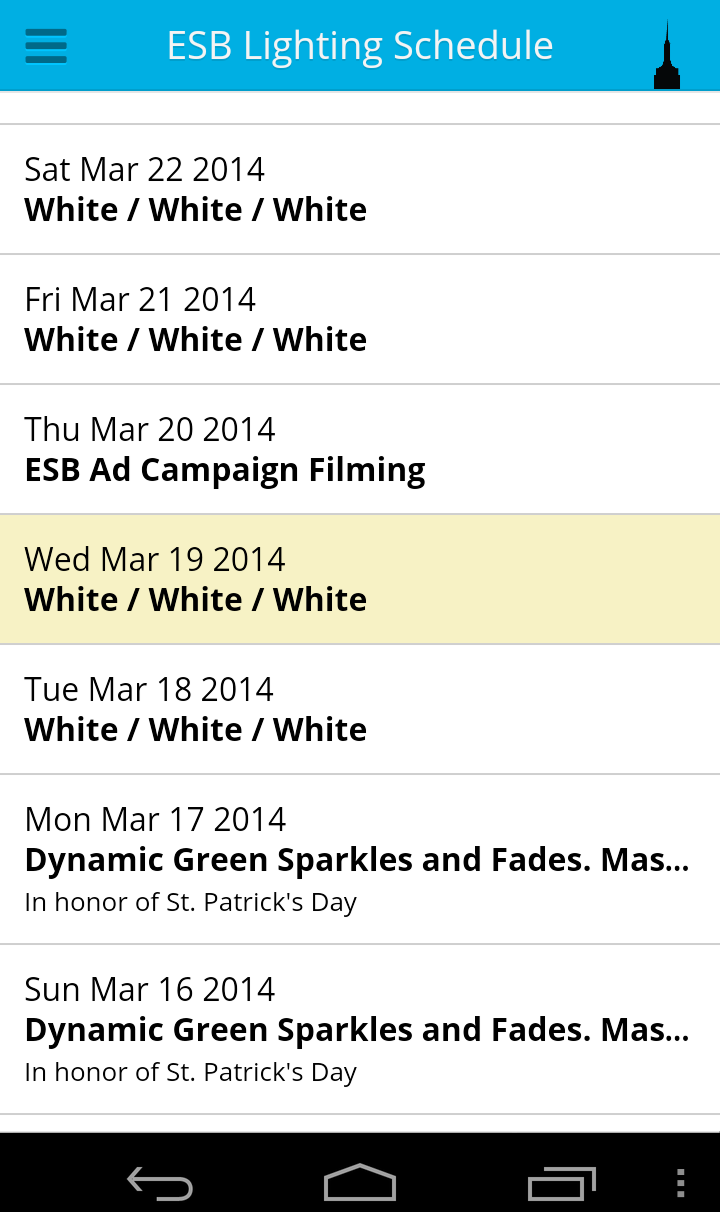 ESB Lighting Schedule
Sat Mar 22 2014
White / White / White
Fri Mar 21 2014
White / White / White
Thu Mar 20 2014
ESB Ad Campaign Filming
Wed Mar 19 2014
White / White / White
Tue Mar 18 2014
White / White / White
Mon Mar 17 2014
Dynamic Green Sparkles and Fades. Mas...
In honor of St. Patrick's Day
Sun Mar 16 2014
Dynamic Green Sparkles and Fades. Mas...
In honor of St. Patrick's Day